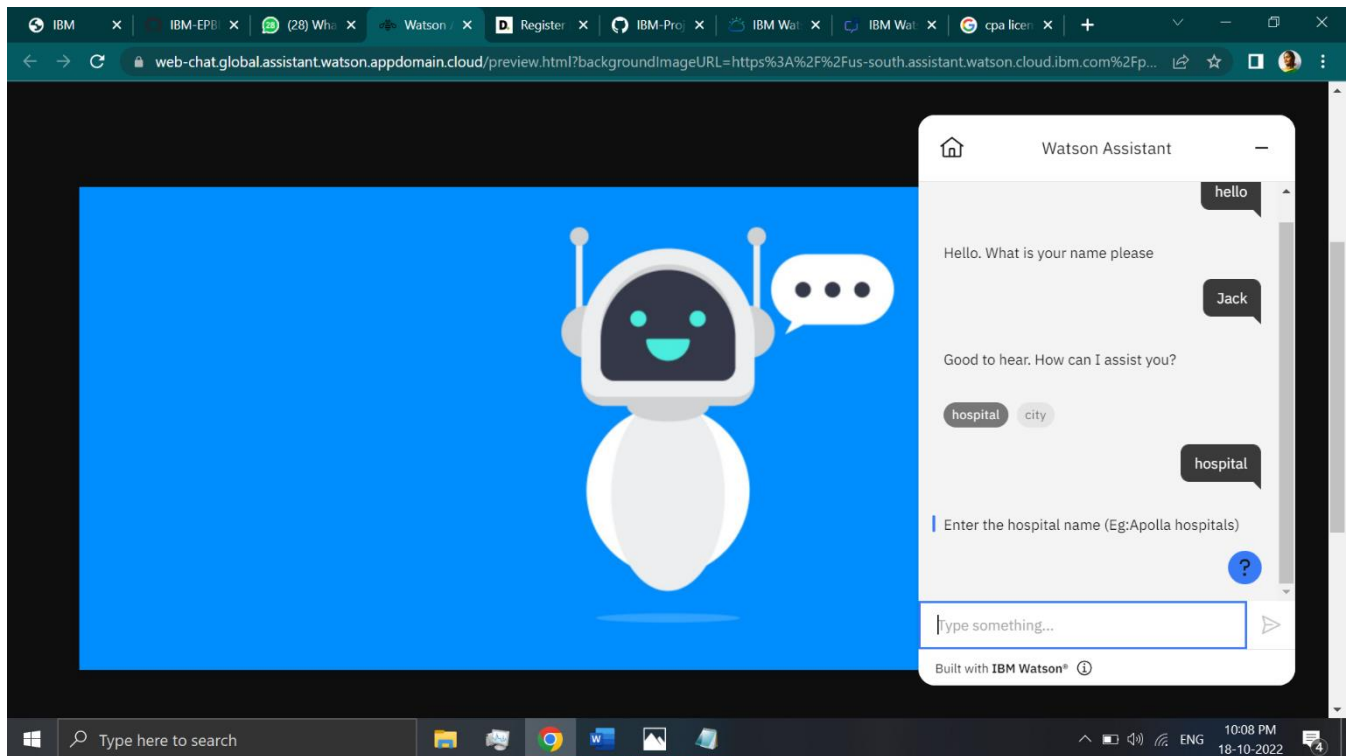 IBM
IBM-EPB
(28) Wha
Watson A
Register
IBM-Proj
IBM Wat
IBM Wat
cpa licen
web-chat.global.assistant.watson.appdomain.cloud/preview.html?backgroundImageURL=https%3A%2F%2Fus-south.assistant.watson.cloud.ibm.com%2Fp...
Watson Assistant
hello
Hello. What is your name please
Jack
Good to hear. How can I assist you?
hospital city
hospital
Enter the hospital name (Eg:Apolla hospitals)
?
Type something...
Built with IBM Watson®
Type here to search
ENG
10:08 PM
18-10-2022
4